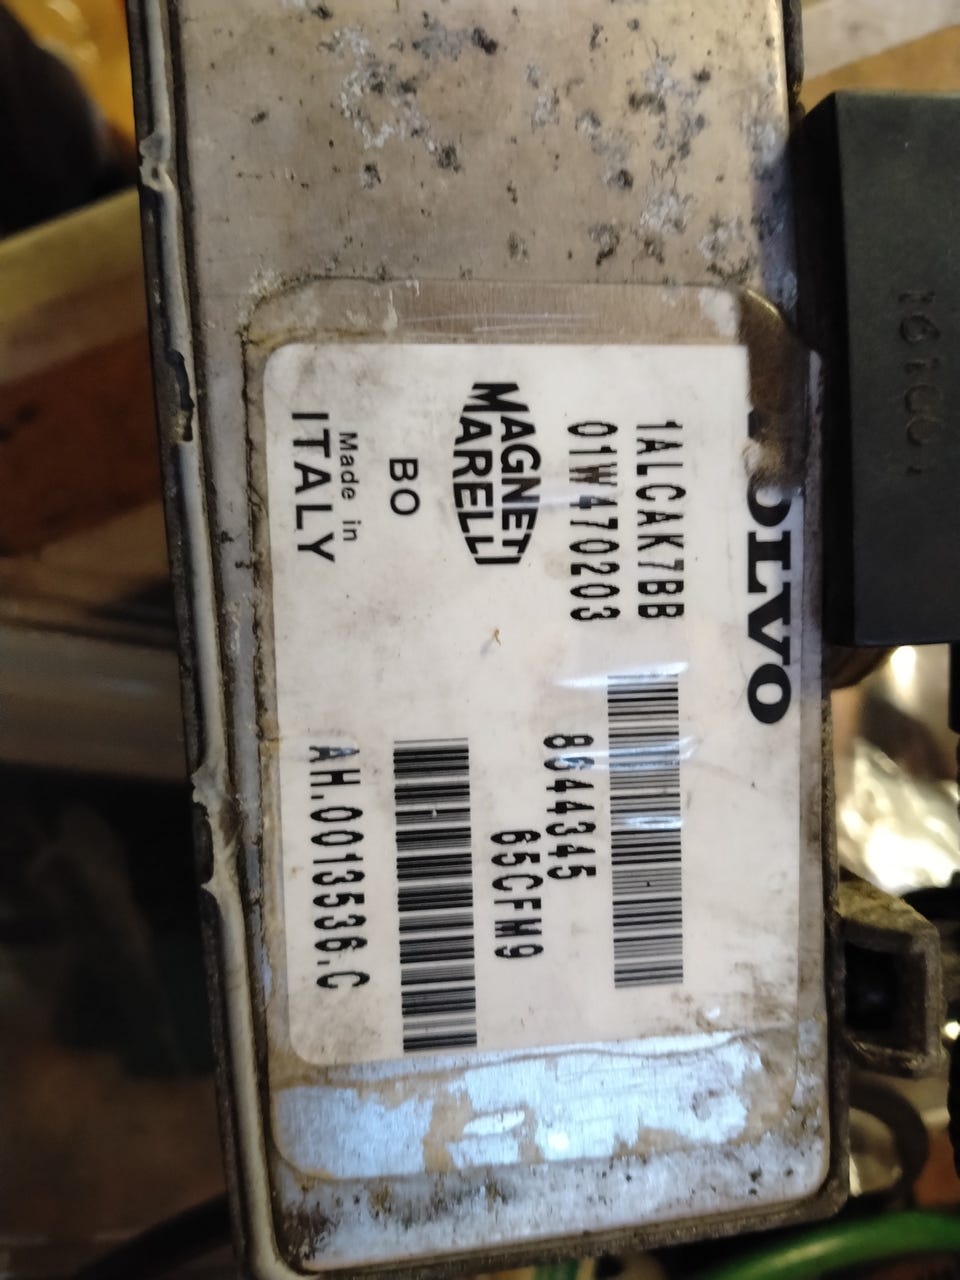 VOLVO
1ALCAK7BB
01W470203
8644345
65CFM9
MAGNETI
MARELLI
BO
Made in
ITALY
AH.0013536.C